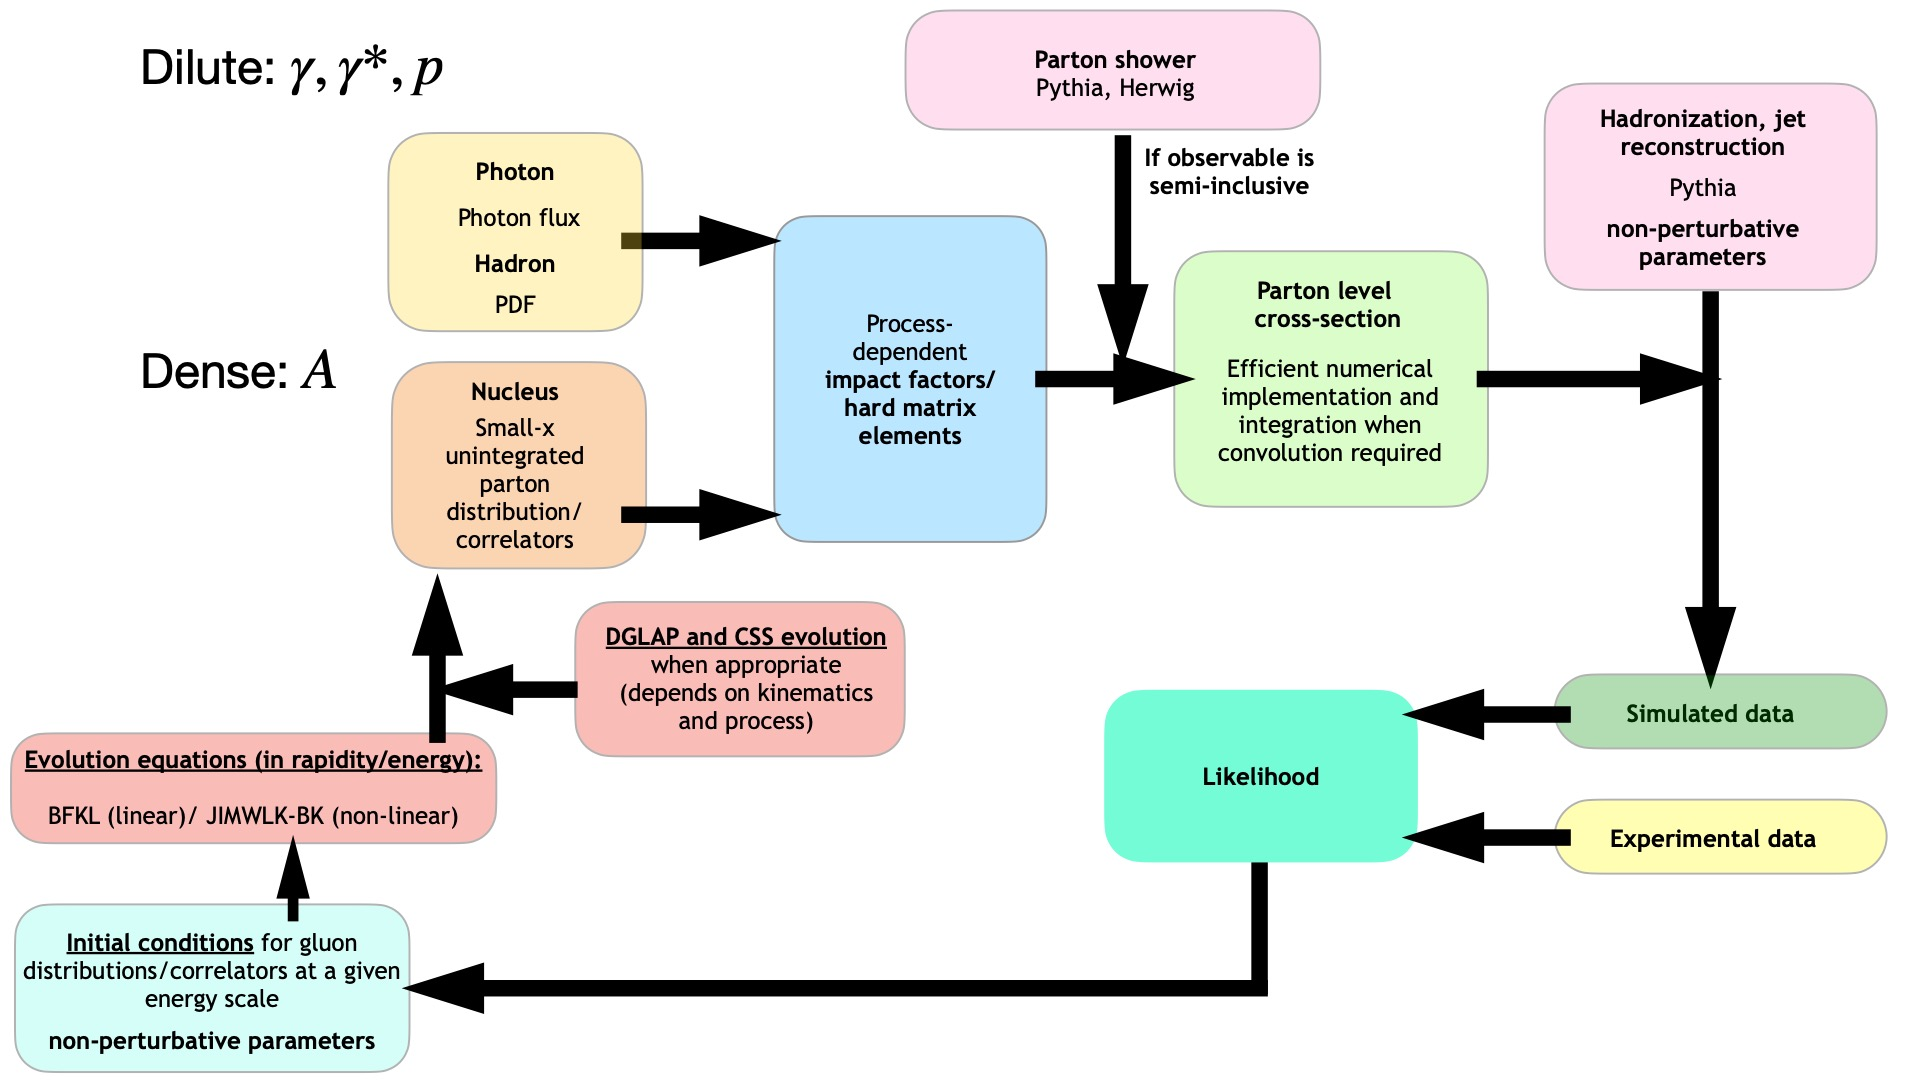 Dilute: γ, γ*, p
Parton shower
Pythia, Herwig
If observable is
semi-inclusive
Hadronization, jet
reconstruction
Pythia
non-perturbative
parameters
Photon
Photon flux
Hadron
PDF
Dense: A
Nucleus
Small-x
unintegrated
parton
distribution/
correlators
Process-
dependent
impact factors/
hard matrix
elements
Parton level
cross-section
Efficient numerical
implementation and
integration when
convolution required
DGLAP and CSS evolution
when appropriate
(depends on kinematics
and process)
Evolution equations (in rapidity/energy):
BFKL (linear)/ JIMWLK-BK (non-linear)
Initial conditions for gluon
distributions/correlators at a given
energy scale
non-perturbative parameters
Likelihood
Simulated data
Experimental data